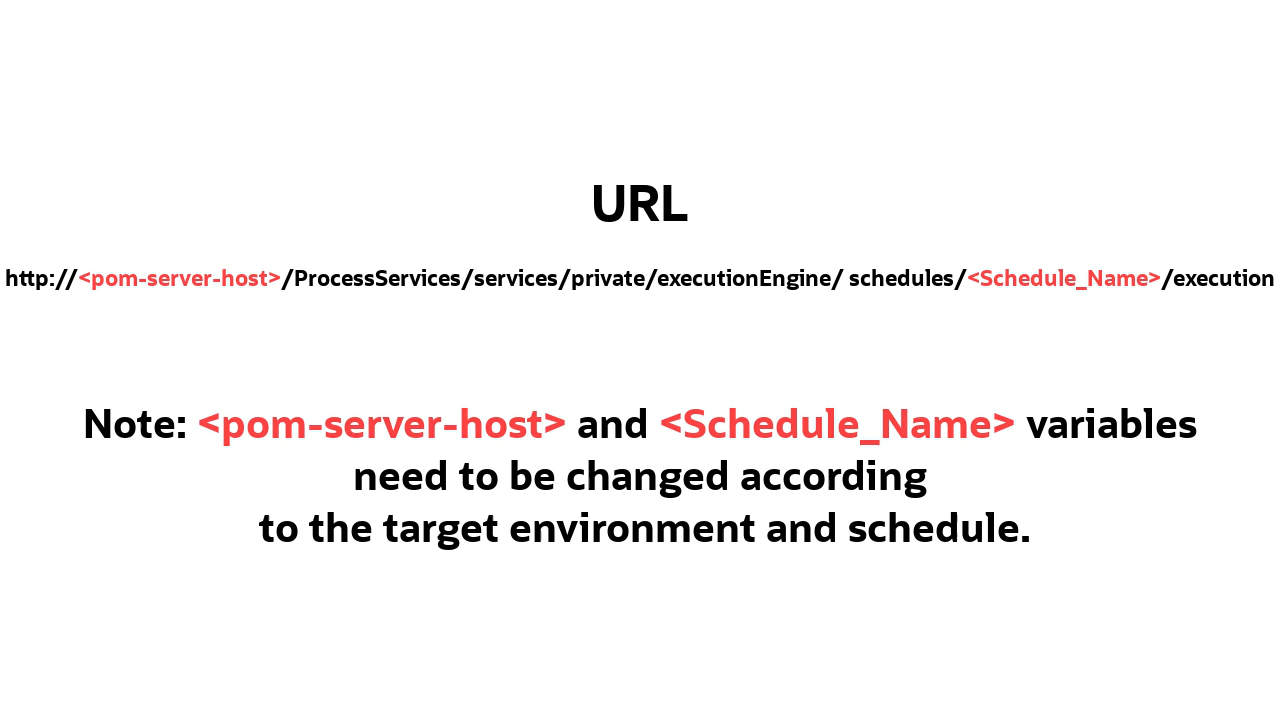 URL
http://<pom-server-host>/ProcessServices/services/private/executionEngine/ schedules/<Schedule_Name>/execution
Note: <pom-server-host> and <Schedule_Name> variables
need to be changed according
to the target environment and schedule.